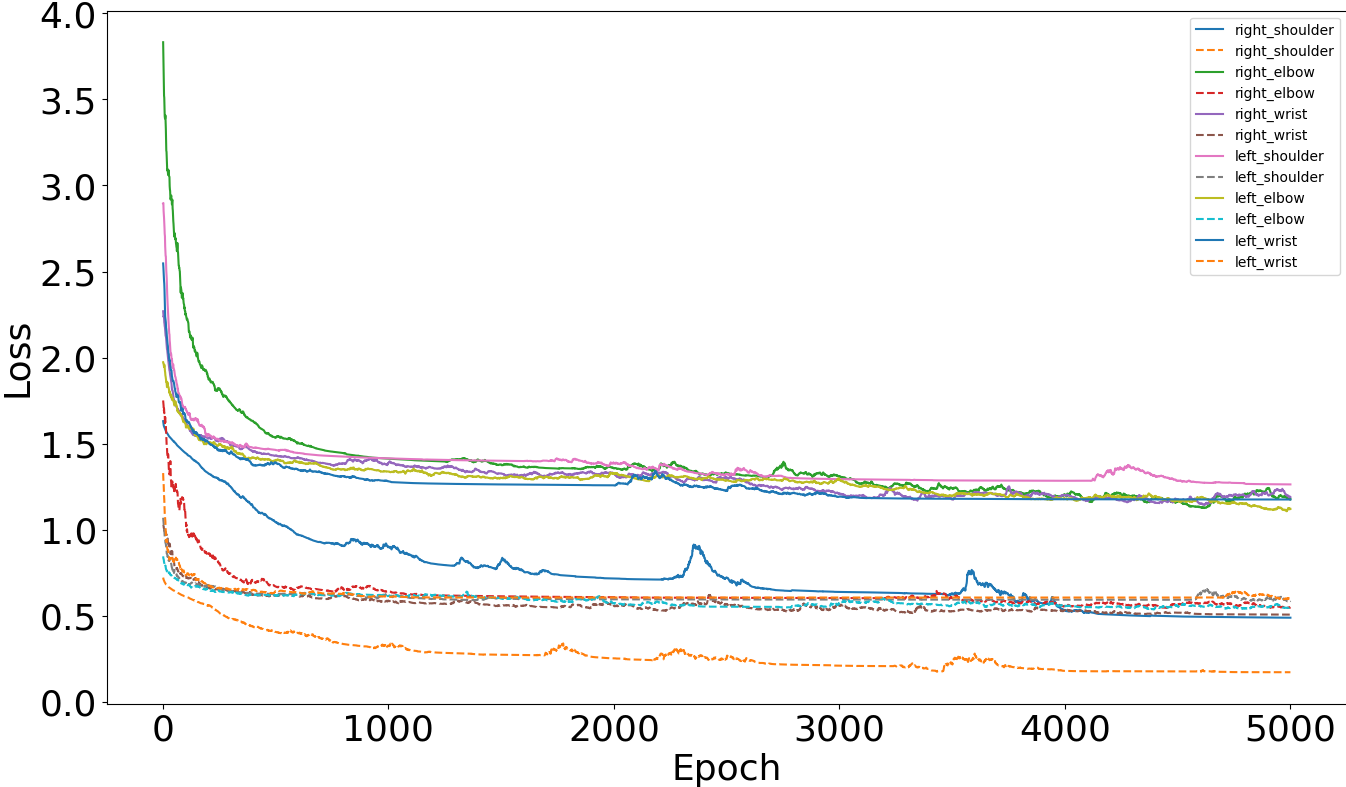 4.0
3.5
3.0
2.5
2.0
1.5
1.0
0.5
0.0
Loss
0
1000
2000
3000
4000
5000
Epoch
right_shoulder
right_shoulder
right_elbow
right_elbow
right_wrist
right_wrist
left_shoulder
left_shoulder
left_elbow
left_elbow
left_wrist
left_wrist